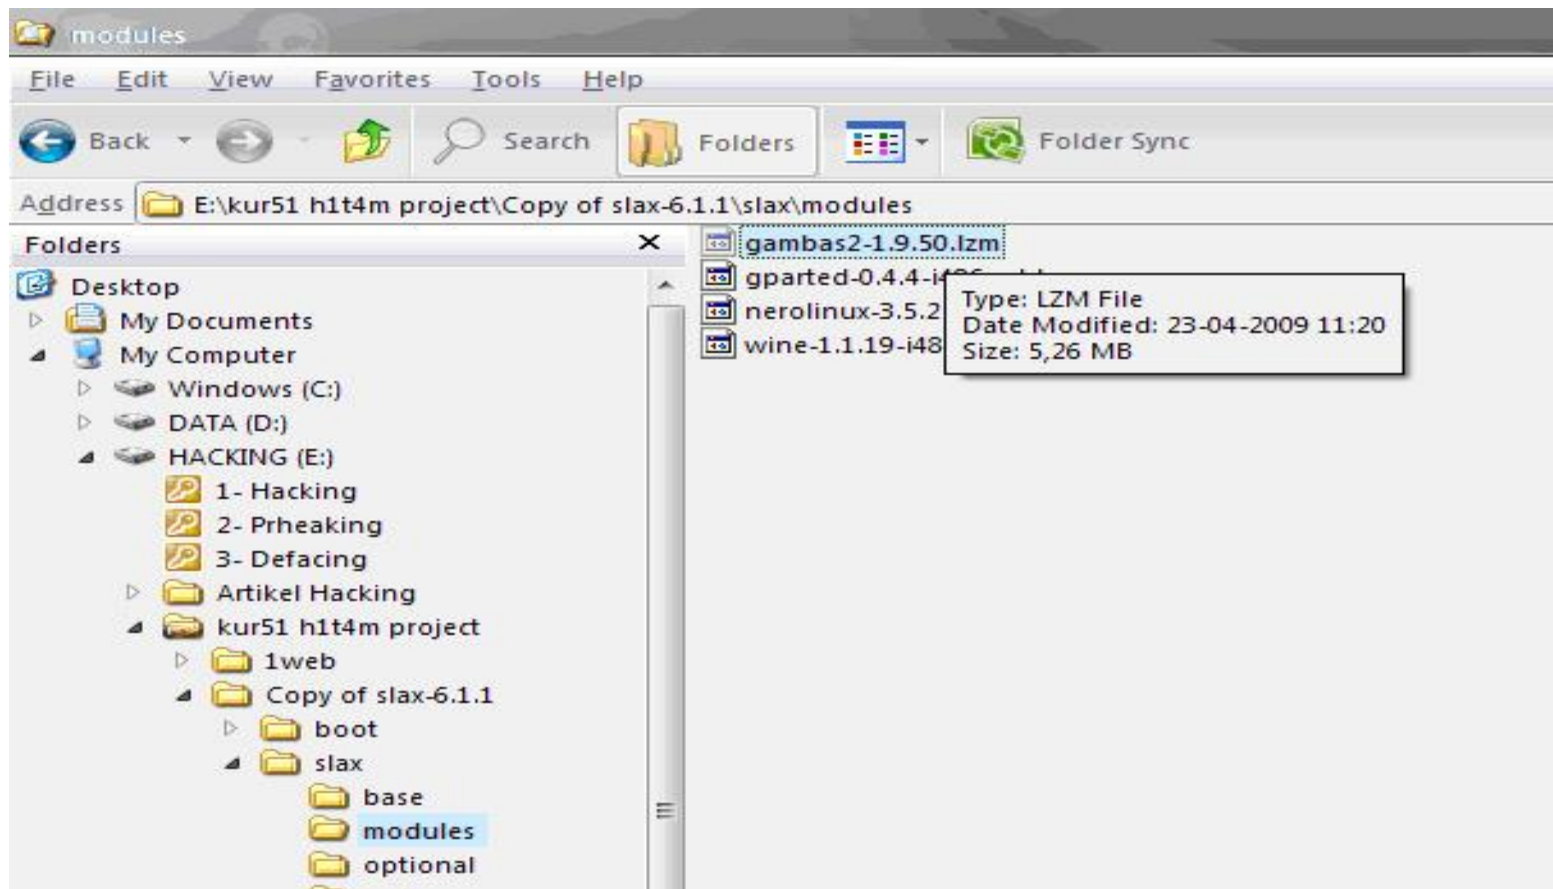 modules
File Edit View Favorites Tools Help
Back Search Folders Folder Sync
Address E:\kur51 h1t4m project\Copy of slax-6.1.1\slax\modules
Folders
Desktop
My Documents
My Computer
Windows (C:)
DATA (D:)
HACKING (E:)
1- Hacking
2- Prheaking
3- Defacing
Artikel Hacking
kur51 h1t4m project
1web
Copy of slax-6.1.1
boot
slax
base
modules
optional
gambas2-1.9.50.lzm
gparted-0.4.4-i486
nerolinux-3.5.2
wine-1.1.19-i48
Type: LZM File
Date Modified: 23-04-2009 11:20
Size: 5,26 MB